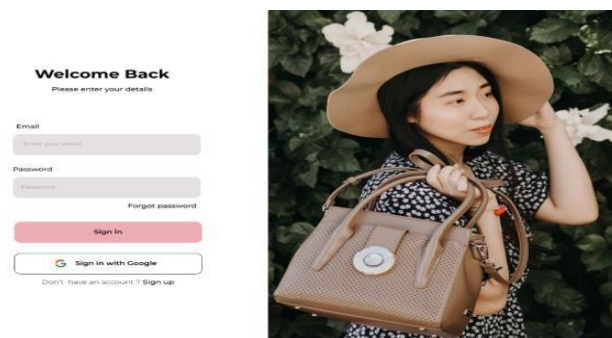 Welcome Back
Please enter your details
Email
Enter your email
Password
Password
Forgot password
Sign in
Sign in with Google
Don't have an account ? Sign up